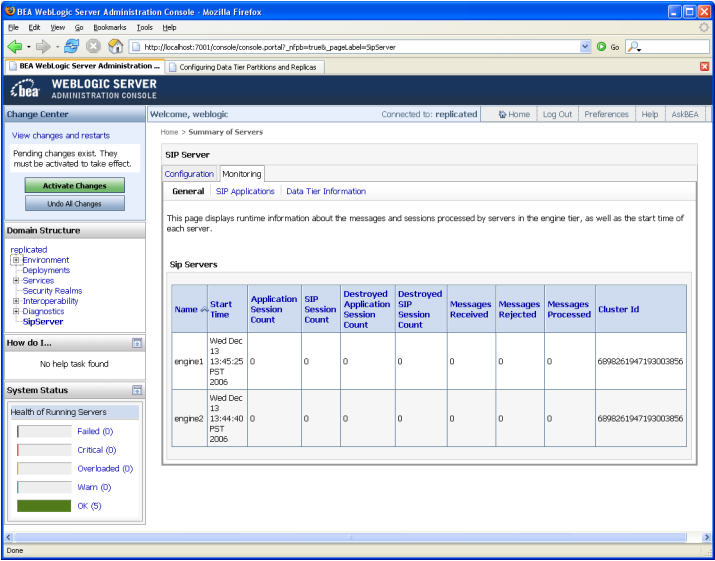 BEA WebLogic Server Administration Console - Mozilla Firefox
File Edit View Go Bookmarks Tools Help
http://localhost:7001/console/console.portal?_nfpb=true&_pageLabel=SipServer
Go
BEA WebLogic Server Administration ...
Configuring Data Tier Partitions and Replicas
bea
WEBLOGIC SERVER
ADMINISTRATION CONSOLE
Change Center
View changes and restarts
Pending changes exist. They
must be activated to take effect.
Activate Changes
Undo All Changes
Domain Structure
replicated
Environment
Deployments
Services
Security Realms
Interoperability
Diagnostics
SipServer
How do I...
No help task found
System Status
Health of Running Servers
Failed (0)
Critical (0)
Overloaded (0)
Warn (0)
OK (5)
Welcome, weblogic
Connected to: replicated
Home
Log Out
Preferences
Help
AskBEA
Home > Summary of Servers
SIP Server
Configuration
Monitoring
General
SIP Applications
Data Tier Information
This page displays runtime information about the messages and sessions processed by servers in the engine tier, as well as the start time of
each server.
Sip Servers
Name
Start
Time
Application
Session
Count
SIP
Session
Count
Destroyed
Application
Session
Count
Destroyed
SIP
Session
Count
Messages
Received
Messages
Rejected
Messages
Processed
Cluster Id
engine1
Wed Dec
13
13:45:25
PST
2006
0
0
0
0
0
0
0
6898261947193003856
engine2
Wed Dec
13
13:44:40
PST
2006
0
0
0
0
0
0
0
6898261947193003856
Done